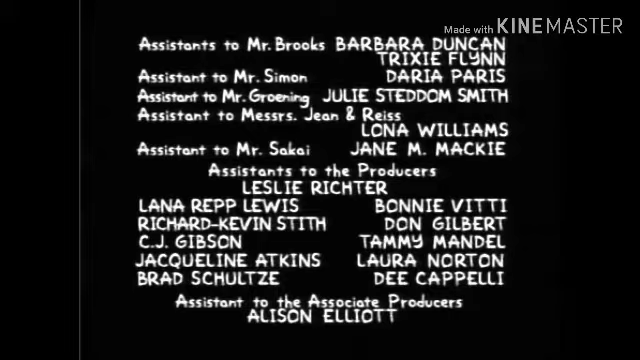 Made with KINEMASTER
Assistants to Mr. Brooks BARBARA DUNCAN
TRIXIE FLYNN
Assistant to Mr. Simon DARIA PARIS
Assistant to Mr. Groening JULIE STEDDOM SMITH
Assistant to Messrs. Jean & Reiss
LONA WILLIAMS
Assistant to Mr. Sakai JANE M. MACKIE
Assistants to the Producers
LESLIE RICHTER
LANA REPP LEWIS BONNIE VITTI
RICHARD-KEVIN STITH DON GILBERT
C.J. GIBSON TAMMY MANDEL
JACQUELINE ATKINS LAURA NORTON
BRAD SCHULTZE DEE CAPPELLI
Assistant to the Associate Producers
ALISON ELLIOTT